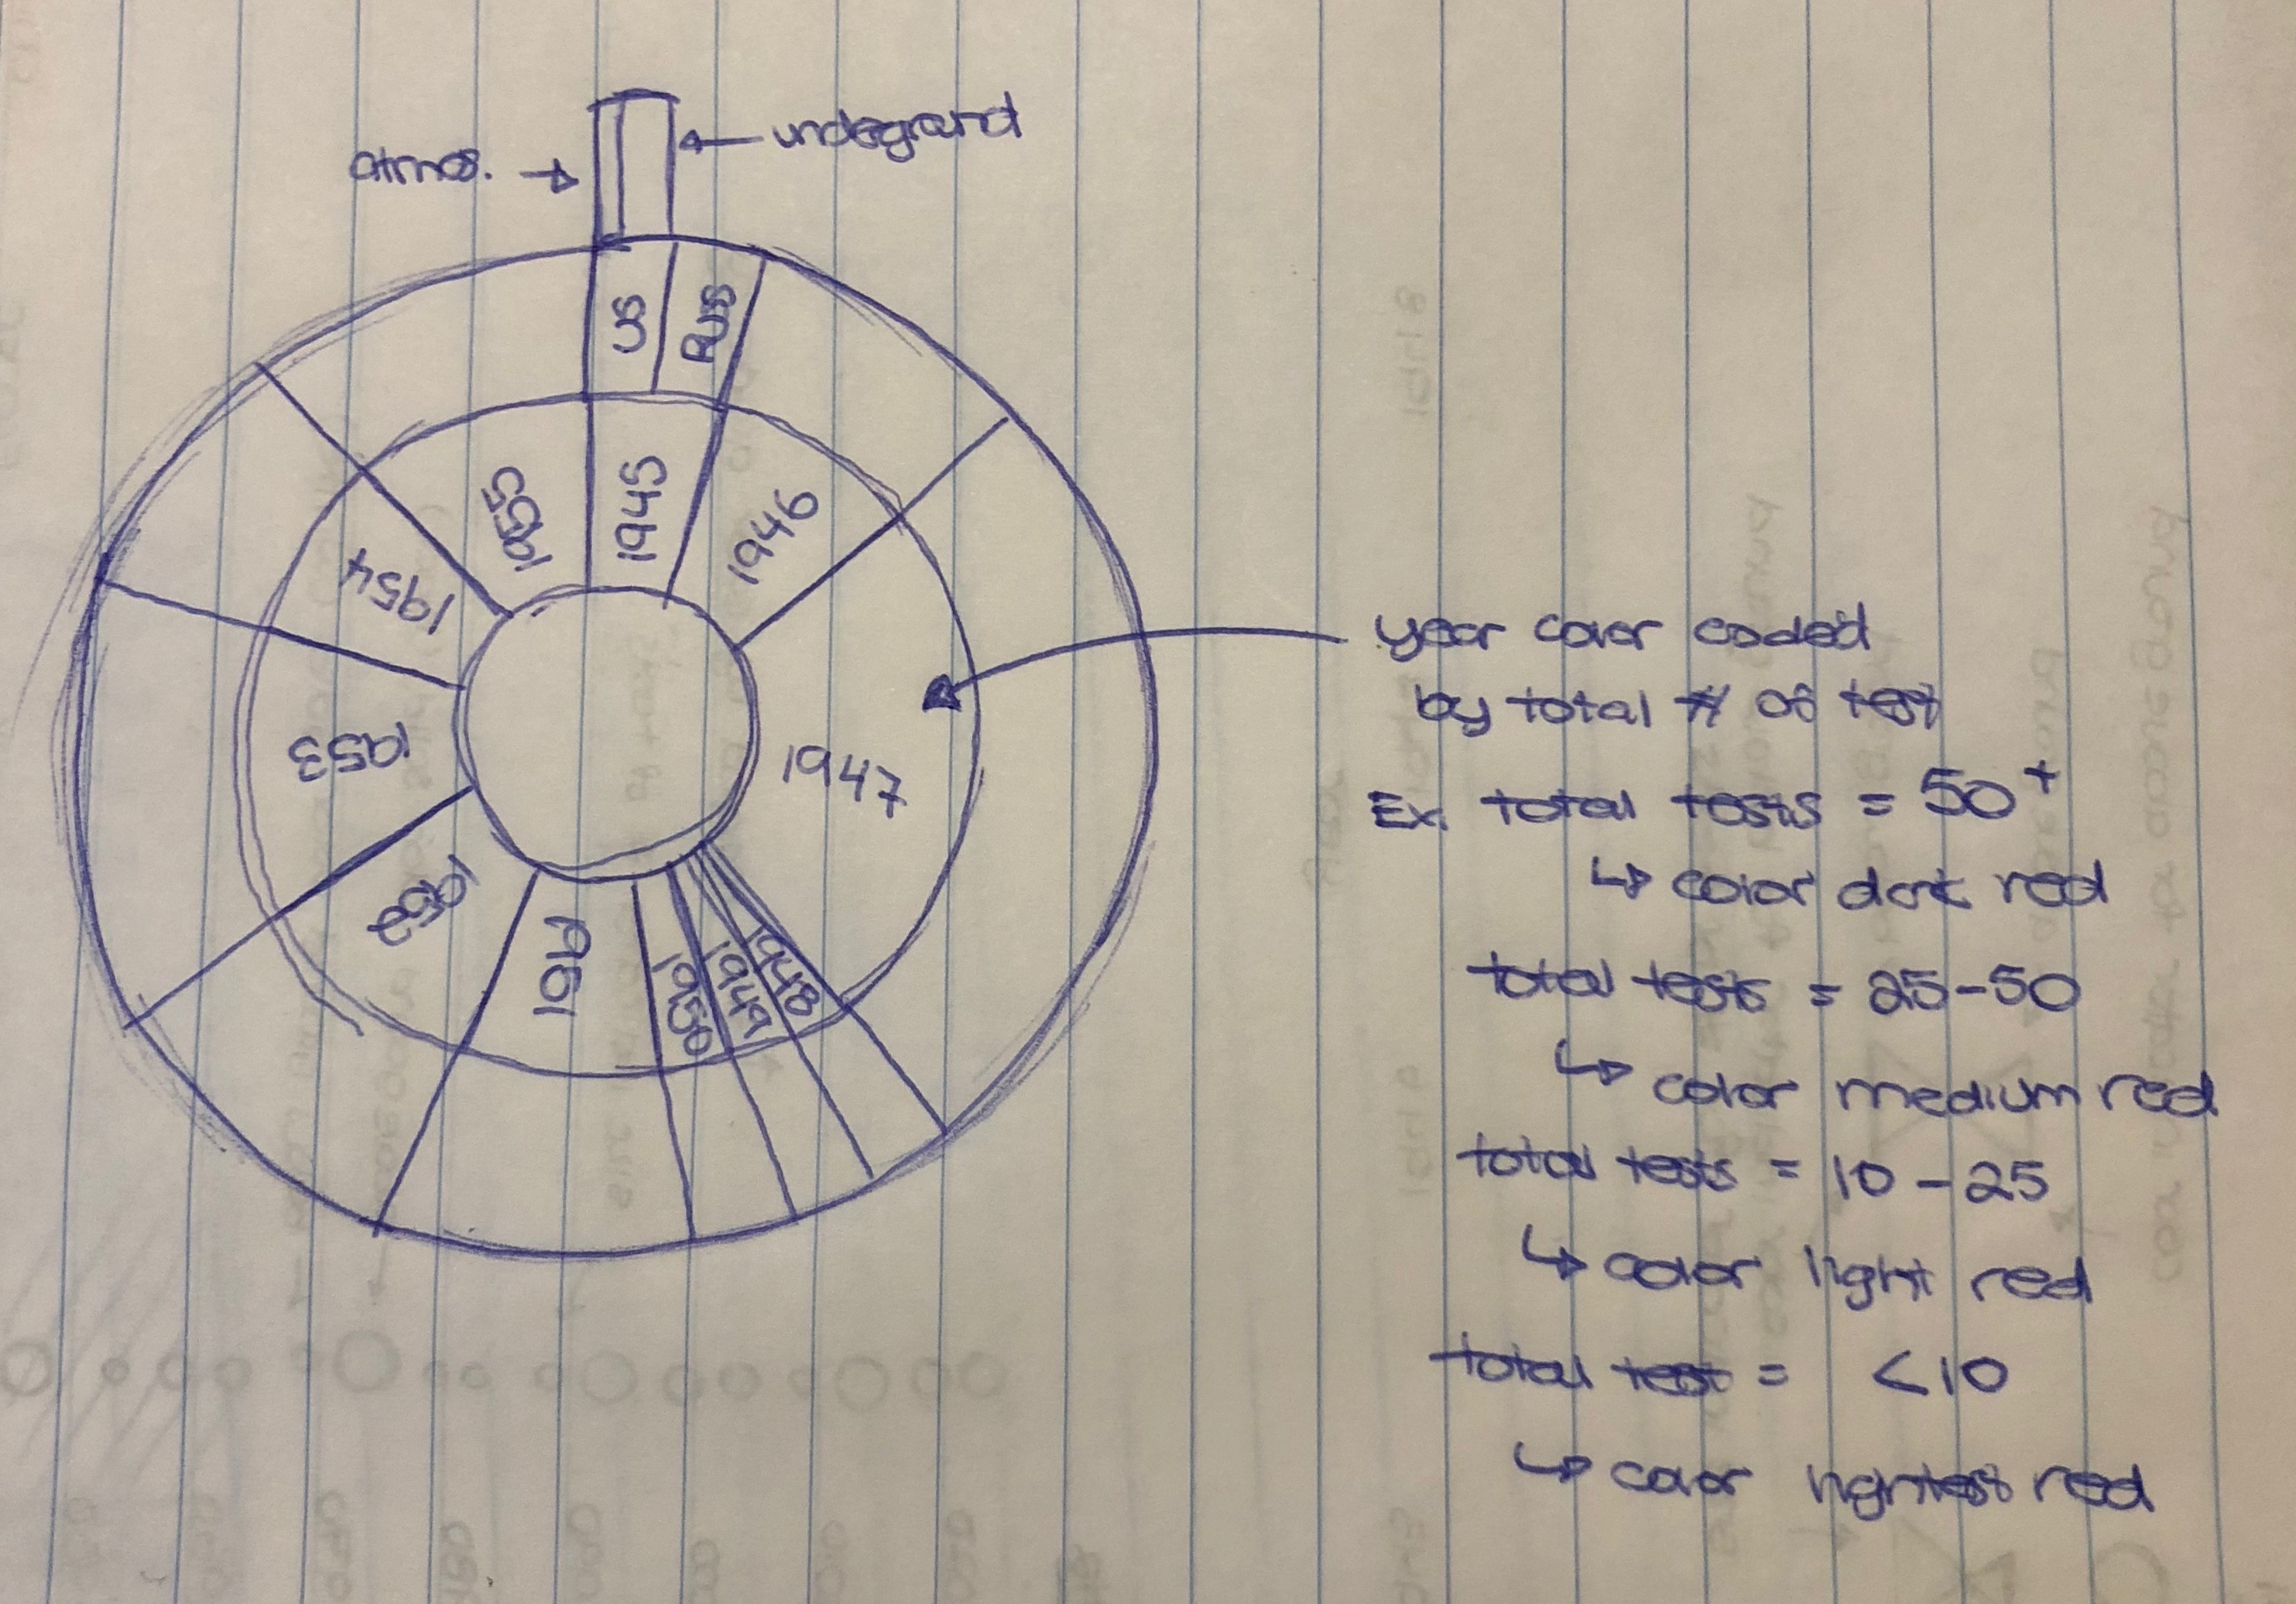 atmos.
undegrand
US
Rus
1945
1946
1947
1948
1949
1950
1951
1952
1953
1954
1955
year color coded
by total # of test
Ex. total tests = 50+
color dark red
total tests = 25-50
color medium red
total tests = 10-25
color light red
total test = <10
color lightest red